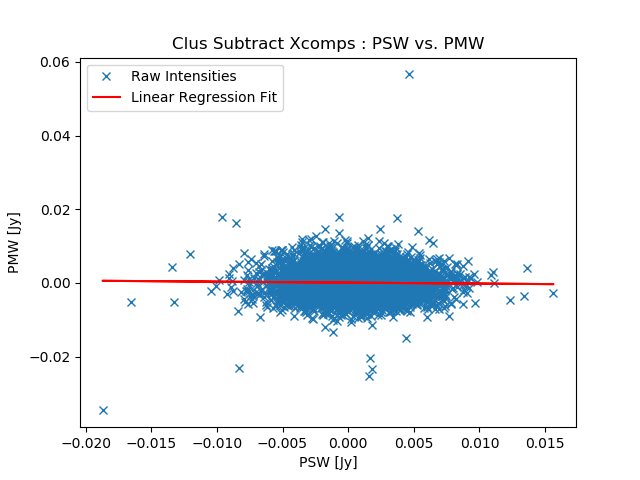 Clus Subtract Xcomps : PSW vs. PMW
Raw Intensities
Linear Regression Fit
PMW [Jy]
0.06
0.04
0.02
0.00
−0.02
−0.020 −0.015 −0.010 −0.005 0.000 0.005 0.010 0.015
PSW [Jy]